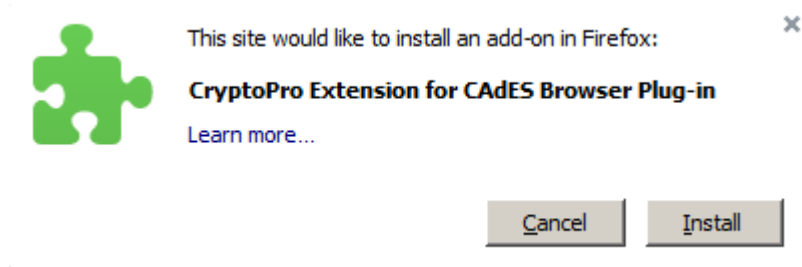 This site would like to install an add-on in Firefox:
CryptoPro Extension for CAdES Browser Plug-in
Learn more...
Cancel
Install